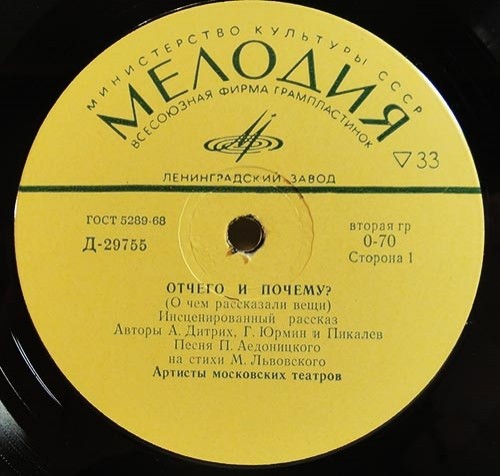 МИНИСТЕРСТВО КУЛЬТУРЫ СССР
МЕЛОДИЯ
ВСЕСОЮЗНАЯ ФИРМА ГРАМПЛАСТИНОК
ЛЕНИНГРАДСКИЙ ЗАВОД
▽ 33
ГОСТ 5289-68
Д-29755
вторая гр
0-70
Сторона 1
ОТЧЕГО И ПОЧЕМУ?
(О чем рассказали вещи)
Инсценированный рассказ
Авторы А. Дитрих, Г. Юрмин и Пикалев
Песня П. Аедоницкого
на стихи М. Львовского
Артисты московских театров